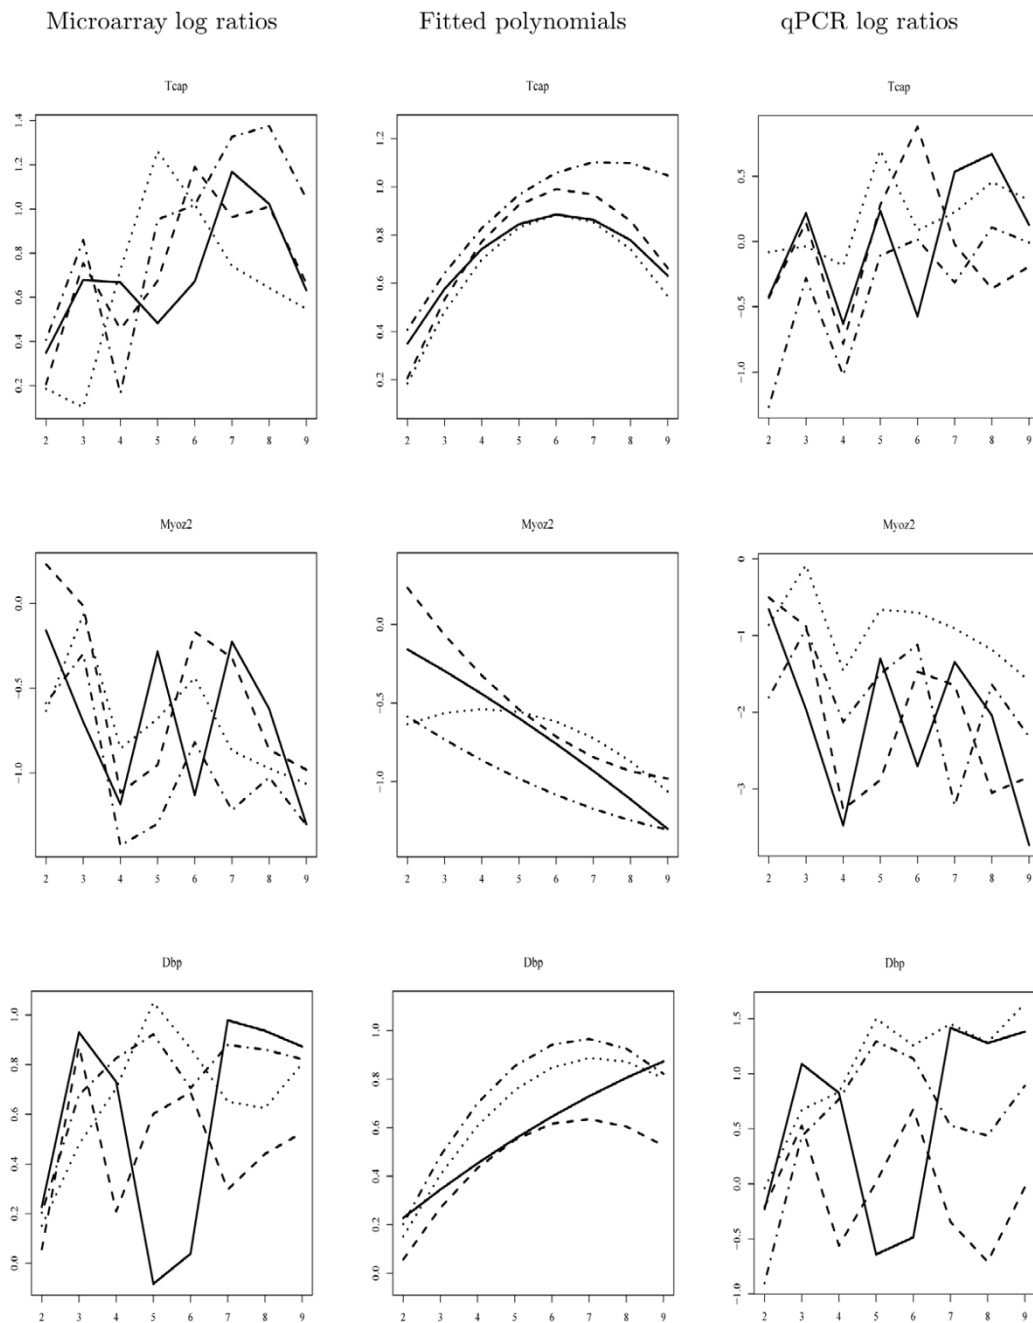 Microarray log ratios Fitted polynomials qPCR log ratios
Tcap Tcap Tcap
0.2 0.4 0.6 0.8 1.0 1.2 1.4
2 3 4 5 6 7 8 9
0.2 0.4 0.6 0.8 1.0 1.2
2 3 4 5 6 7 8 9
−1.0 −0.5 0.0 0.5
2 3 4 5 6 7 8 9
Myoz2 Myoz2 Myoz2
−1.0 −0.5 0.0
2 3 4 5 6 7 8 9
−1.0 −0.5 0.0
2 3 4 5 6 7 8 9
−3 −2 −1 0
2 3 4 5 6 7 8 9
Dbp Dbp Dbp
0.0 0.2 0.4 0.6 0.8 1.0
2 3 4 5 6 7 8 9
0.0 0.2 0.4 0.6 0.8 1.0
2 3 4 5 6 7 8 9
−1.0 −0.5 0.0 0.5 1.0 1.5
2 3 4 5 6 7 8 9